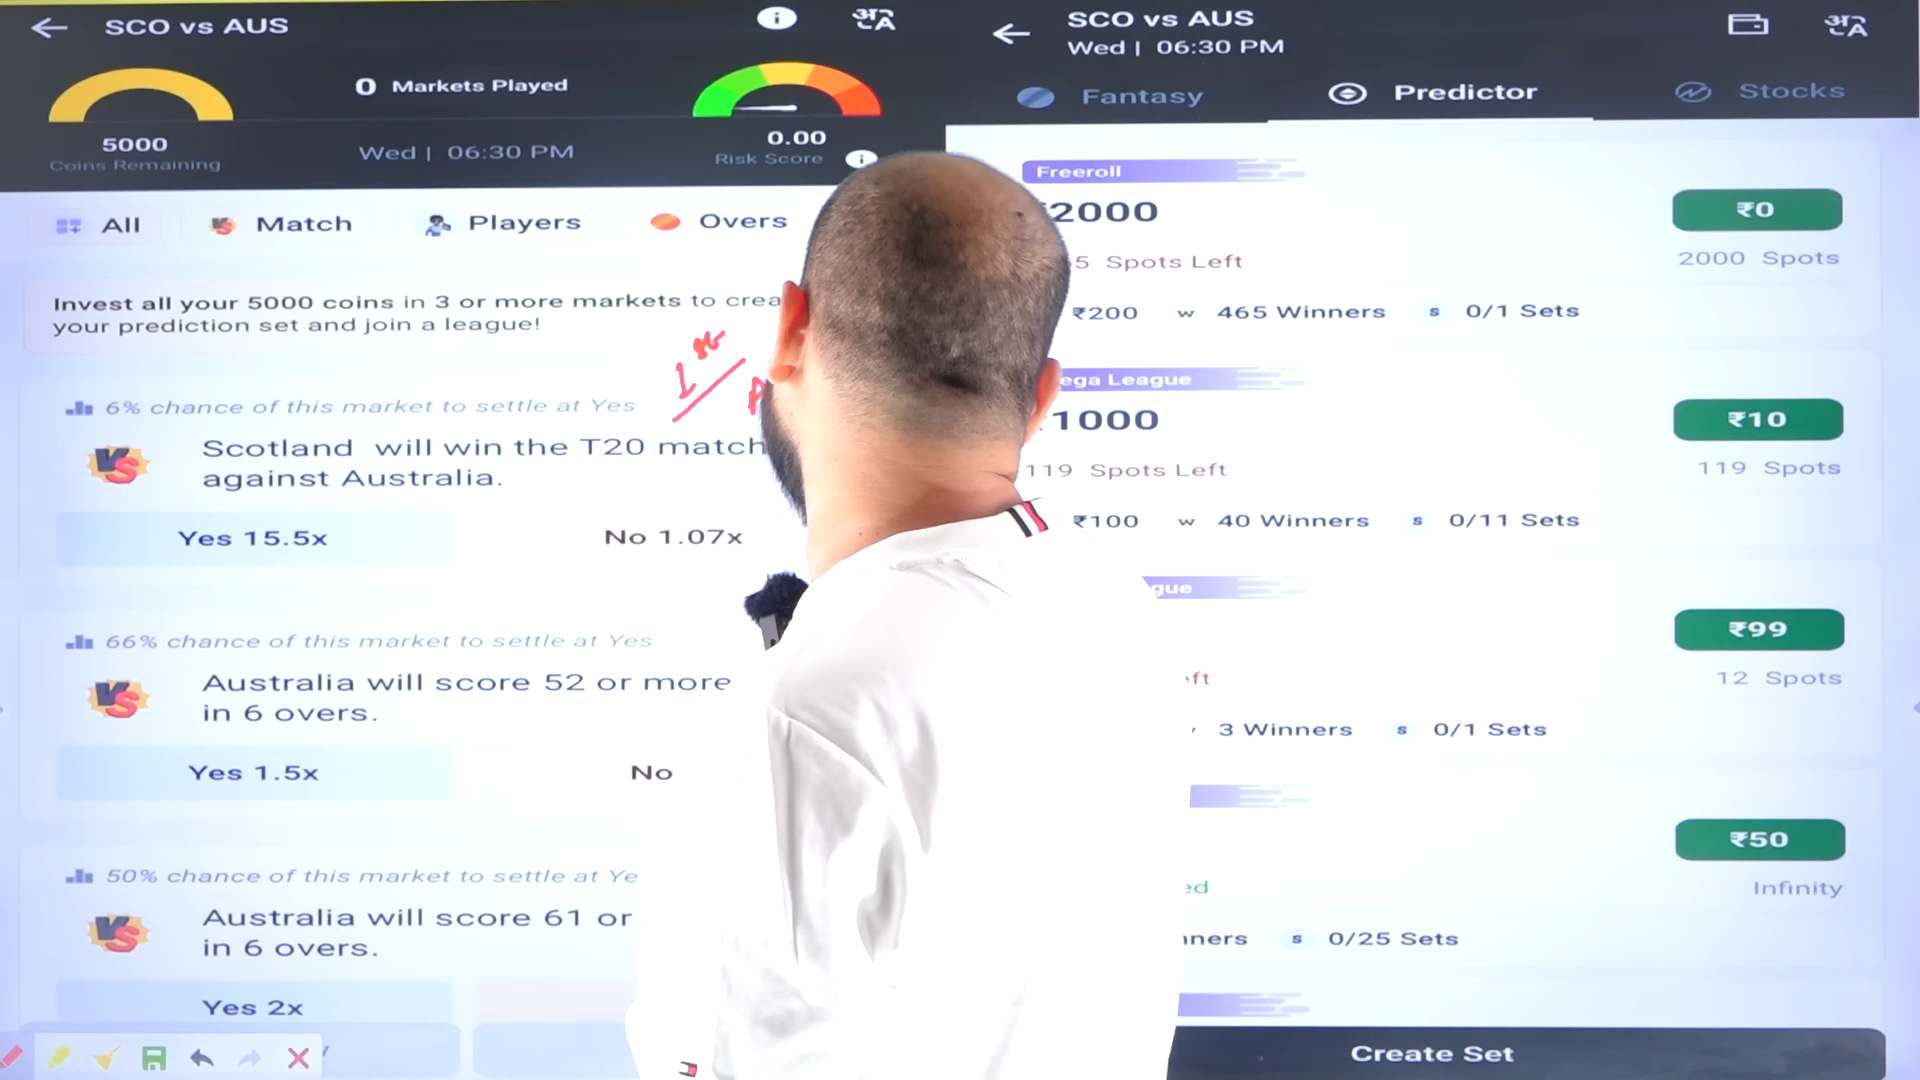 SCO vs AUS
0 Markets Played
5000
Coins Remaining
Wed | 06:30 PM
0.00
Risk Score
All
Match
Players
Overs
Invest all your 5000 coins in 3 or more markets to
your prediction set and join a league!
1st
6% chance of this market to settle at Yes
Scotland will win the T20 match
against Australia.
Yes 15.5x
No 1.07x
66% chance of this market to settle at Yes
Australia will score 52 or more
in 6 overs.
Yes 1.5x
No
50% chance of this market to settle at
Australia will score 61 or
in 6 overs.
Yes 2x
SCO vs AUS
Wed | 06:30 PM
Fantasy
Predictor
Stocks
Freeroll
₹2000
₹0
Spots Left
2000 Spots
₹200
W 465 Winners
S 0/1 Sets
League
1000
₹10
119 Spots Left
119 Spots
₹100
W 40 Winners
S 0/11 Sets
₹99
12 Spots
3 Winners
S 0/1 Sets
₹50
Infinity
S 0/25 Sets
Create Set